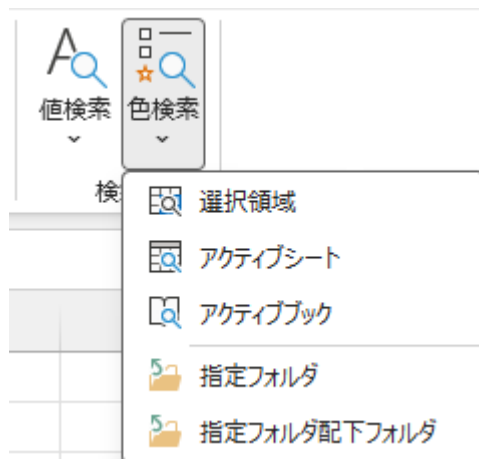 値検索
色検索
検
選択領域
アクティブシート
アクティブブック
指定フォルダ
指定フォルダ配下フォルダ